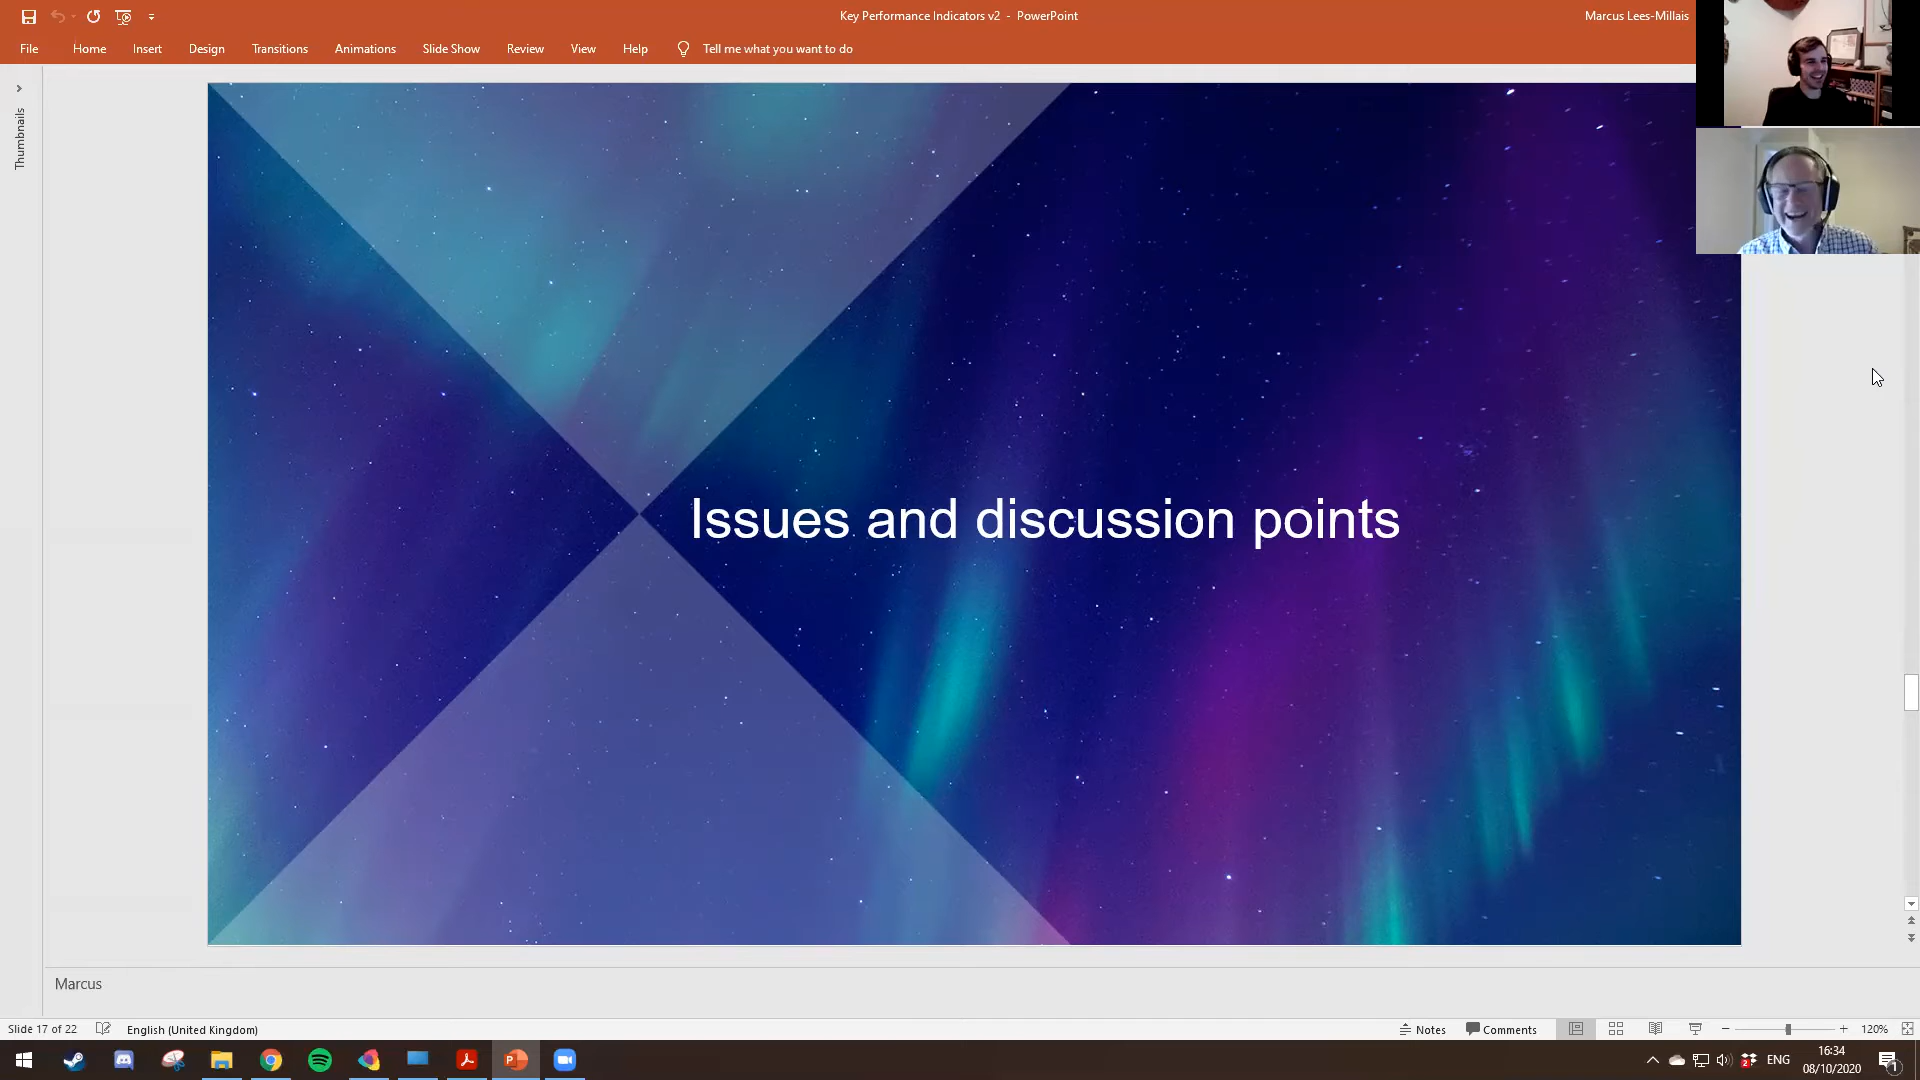 Key Performance Indicators v2 - PowerPoint
Marcus Lees-Millais
File Home Insert Design Transitions Animations Slide Show Review View Help Tell me what you want to do
Thumbnails
Issues and discussion points
Marcus
Slide 17 of 22 English (United Kingdom) Notes Comments 120%
ENG
16:34
08/10/2020